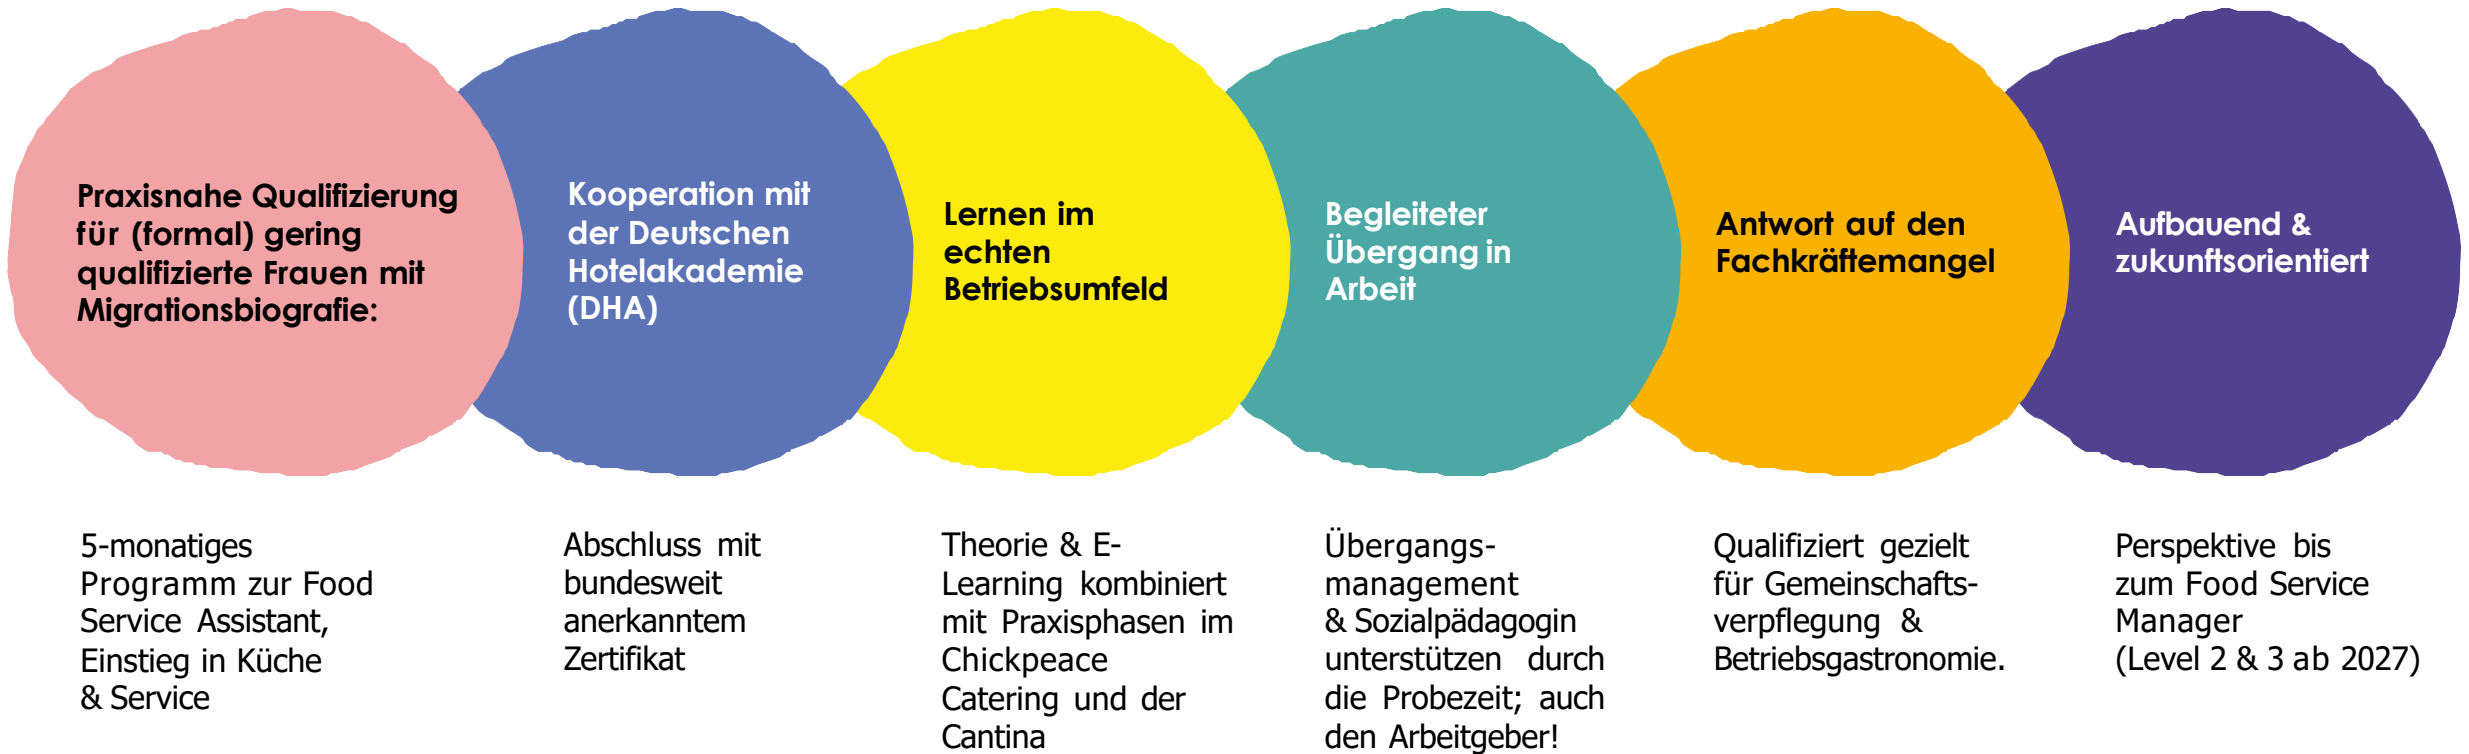 Praxisnahe Qualifizierung
für (formal) gering
qualifizierte Frauen mit
Migrationsbiografie:
Kooperation mit
der Deutschen
Hotelakademie
(DHA)
Lernen im
echten
Betriebsumfeld
Begleiteter
Übergang in
Arbeit
Antwort auf den
Fachkräftemangel
Aufbauend &
zukunftsorientiert
5-monatiges
Programm zur Food
Service Assistant,
Einstieg in Küche
& Service
Abschluss mit
bundesweit
anerkanntem
Zertifikat
Theorie & E-
Learning kombiniert
mit Praxisphasen im
Chickpeace
Catering und der
Cantina
Übergangs-
management
& Sozialpädagogin
unterstützen durch
die Probezeit; auch
den Arbeitgeber!
Qualifiziert gezielt
für Gemeinschafts-
verpflegung &
Betriebsgastronomie.
Perspektive bis
zum Food Service
Manager
(Level 2 & 3 ab 2027)